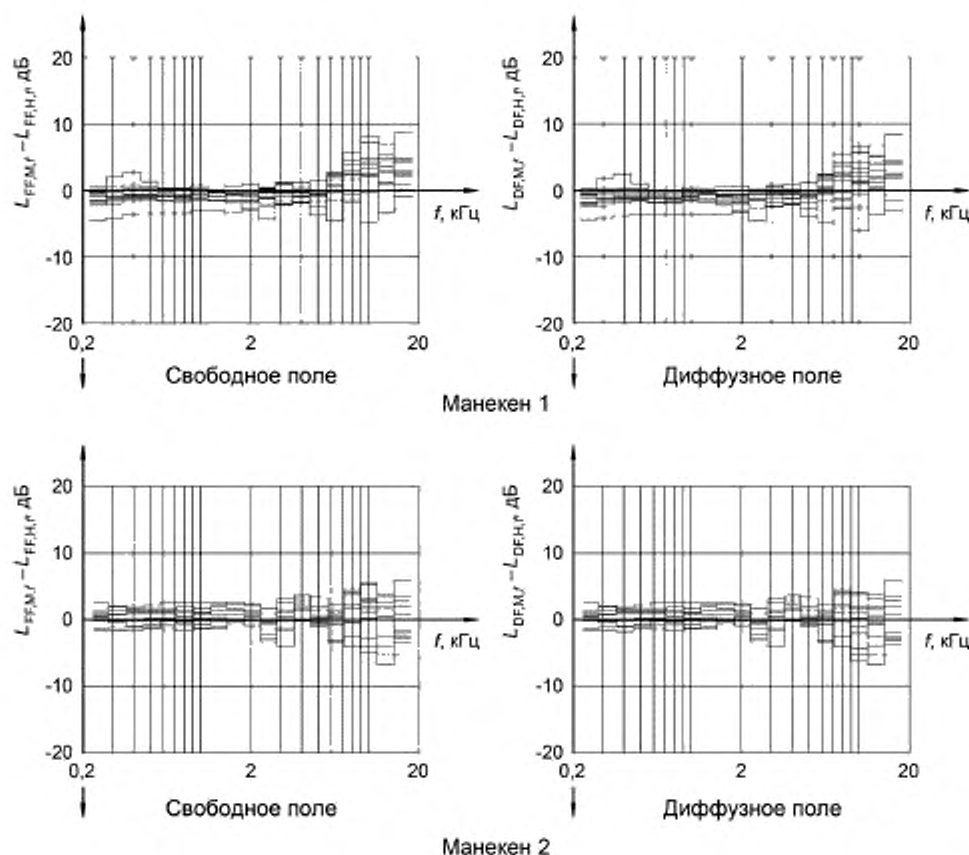 L_FF,M,f – L_FF,H,f, дБ
20
10
0
-10
-20
0,2
2
20
f, кГц
Свободное поле
L_DF,M,f – L_DF,H,f, дБ
20
10
0
-10
-20
0,2
2
20
f, кГц
Диффузное поле
Манекен 1
L_FF,M,f – L_FF,H,f, дБ
20
10
0
-10
-20
0,2
2
20
f, кГц
Свободное поле
L_DF,M,f – L_DF,H,f, дБ
20
10
0
-10
-20
0,2
2
20
f, кГц
Диффузное поле
Манекен 2